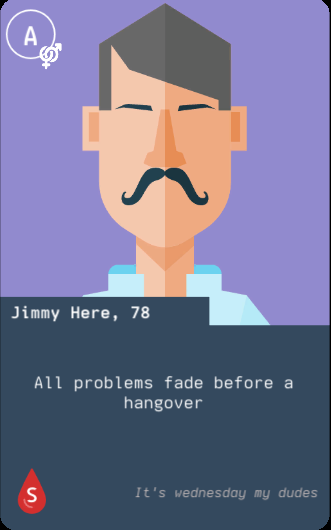 A
Jimmy Here, 78
All problems fade before a
hangover
S
It's wednesday my dudes